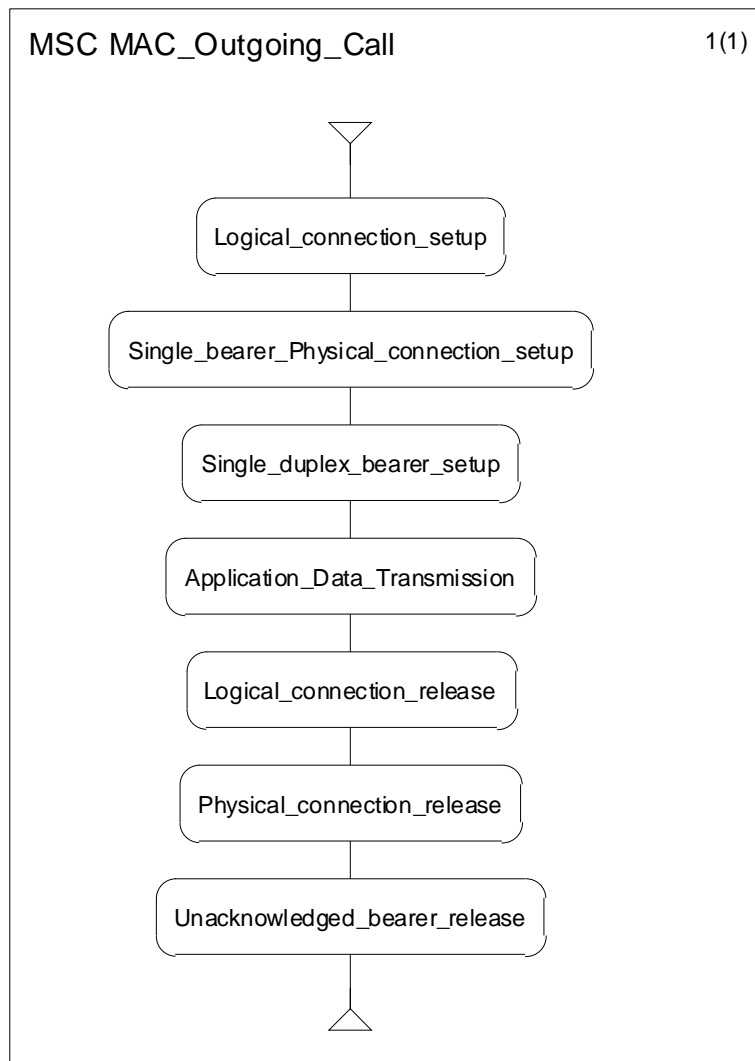 MSC MAC_Outgoing_Call
1(1)
Logical_connection_setup
Single_bearer_Physical_connection_setup
Single_duplex_bearer_setup
Application_Data_Transmission
Logical_connection_release
Physical_connection_release
Unacknowledged_bearer_release